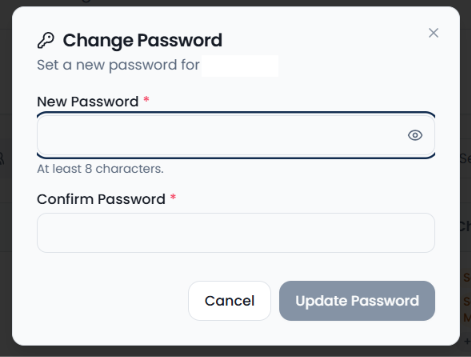 Change Password
Set a new password for
New Password *
At least 8 characters.
Confirm Password *
Cancel
Update Password